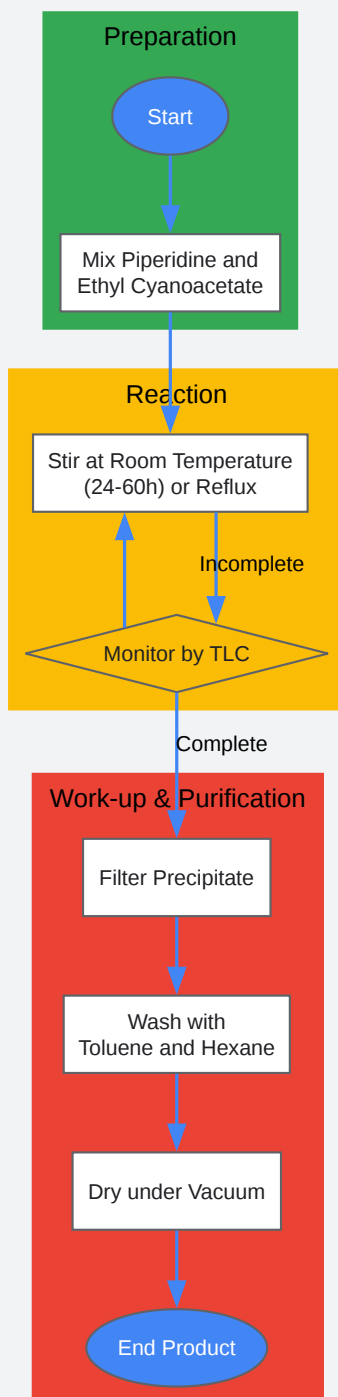 Preparation
Start
Mix Piperidine and
Ethyl Cyanoacetate
Reaction
Stir at Room Temperature
(24-60h) or Reflux
Incomplete
Monitor by TLC
Complete
Work-up & Purification
Filter Precipitate
Wash with
Toluene and Hexane
Dry under Vacuum
End Product